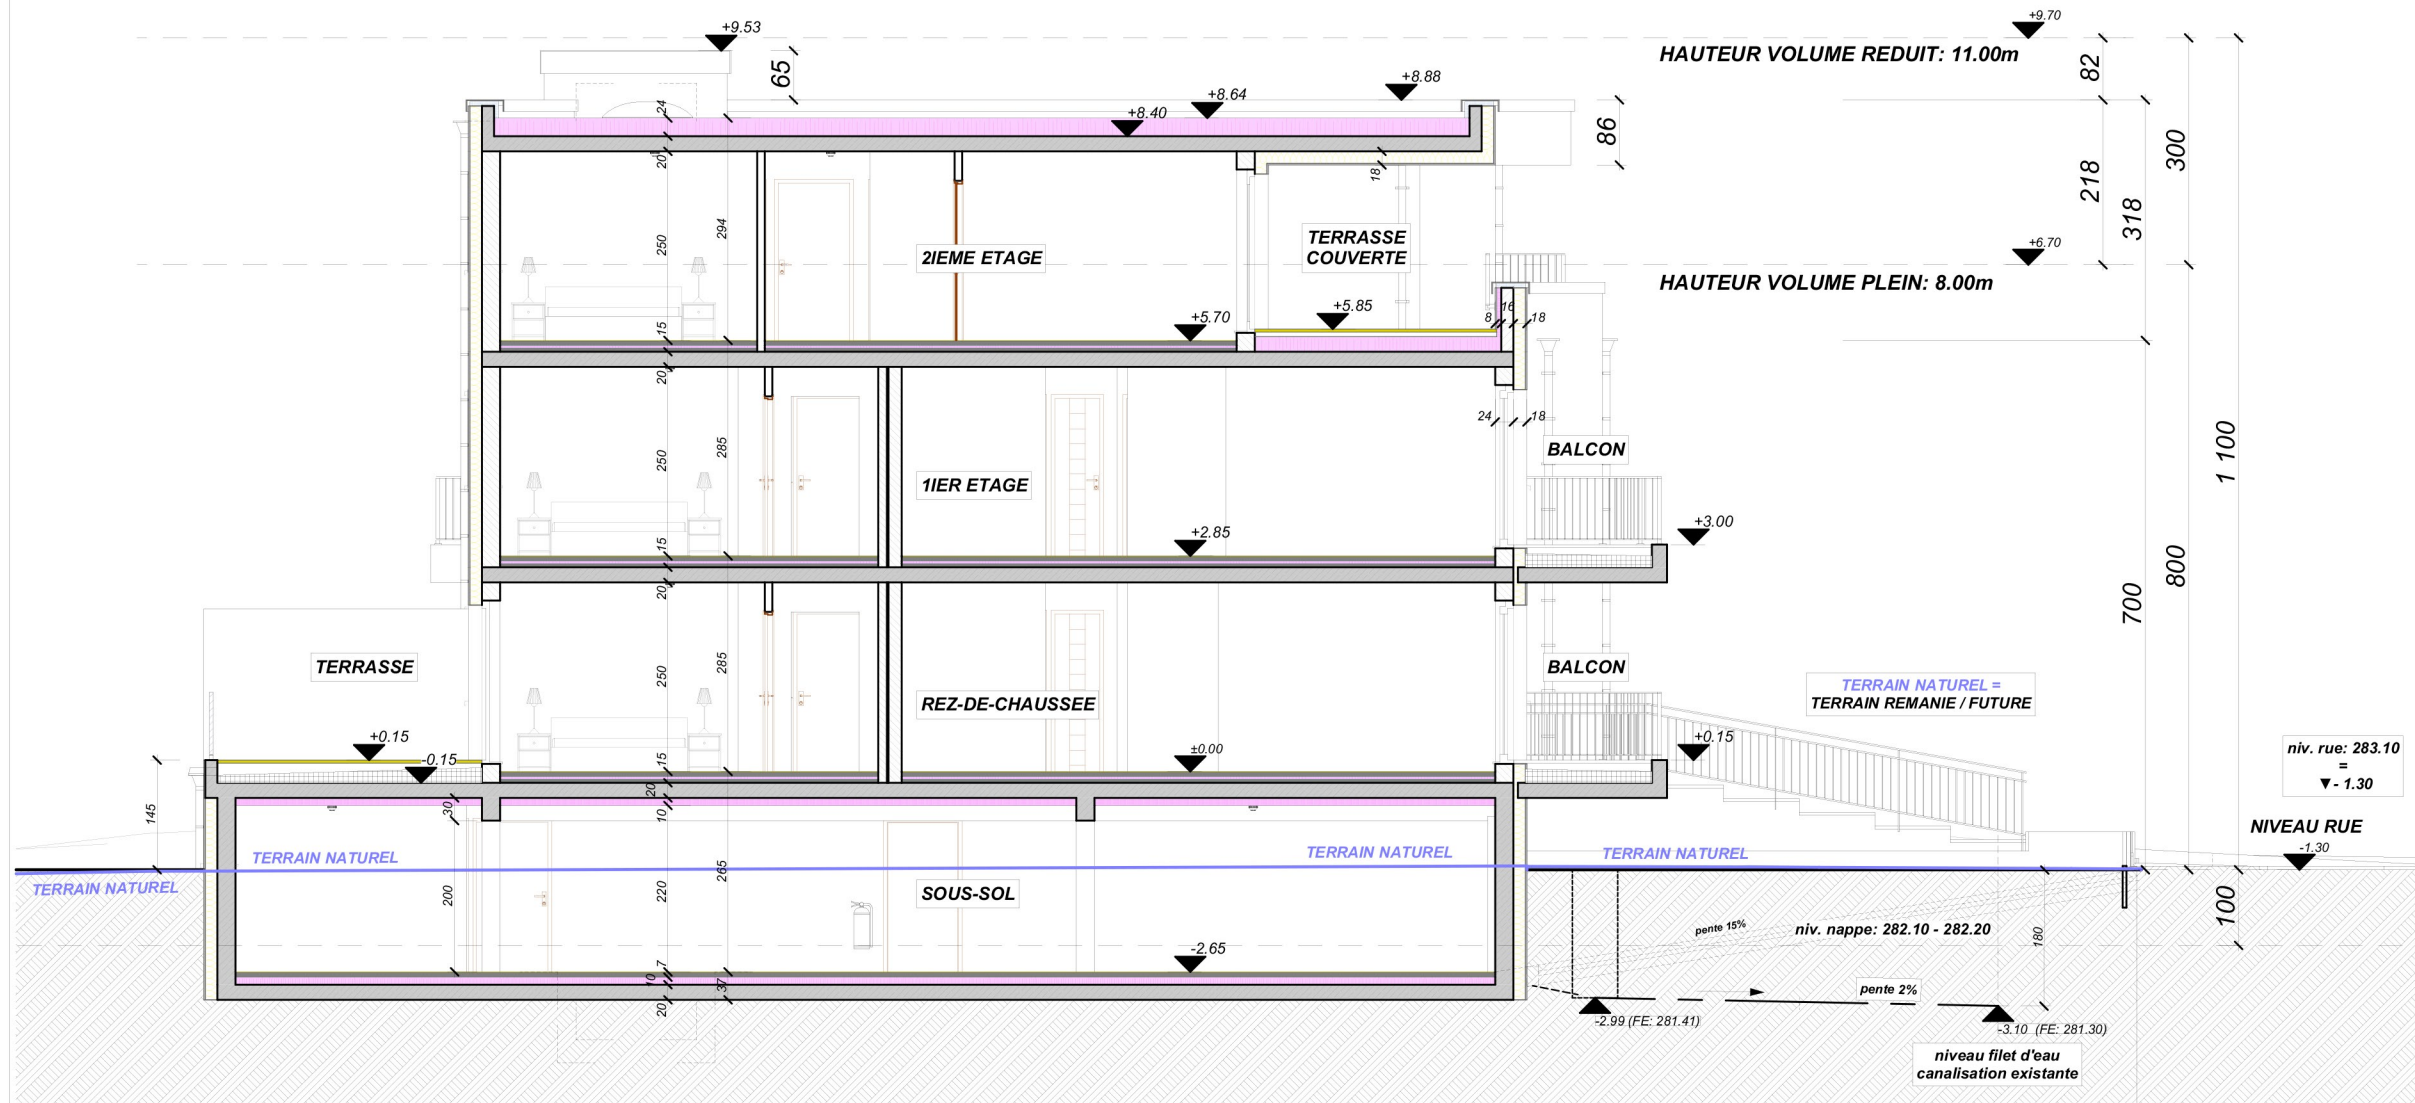 +9.53
+9.70
HAUTEUR VOLUME REDUIT: 11.00m
65
82
+8.88
+8.64
+8.40
24
20
86
18
300
218
318
294
250
2IEME ETAGE
TERRASSE
COUVERTE
+6.70
HAUTEUR VOLUME PLEIN: 8.00m
+5.85
+5.70
15
8
16
18
20
24
18
285
250
1IER ETAGE
BALCON
1 100
+3.00
+2.85
15
800
20
700
TERRASSE
285
250
REZ-DE-CHAUSSEE
BALCON
TERRAIN NATUREL =
TERRAIN REMANIE / FUTURE
+0.15
-0.15
±0.00
+0.15
15
niv. rue: 283.10
=
▼- 1.30
145
20
30
10
NIVEAU RUE
-1.30
TERRAIN NATUREL
TERRAIN NATUREL
TERRAIN NATUREL
TERRAIN NATUREL
200
220
265
SOUS-SOL
100
pente 15%
niv. nappe: 282.10 - 282.20
180
-2.65
7
10
37
20
pente 2%
-2.99 (FE: 281.41)
-3.10 (FE: 281.30)
niveau filet d'eau
canalisation existante